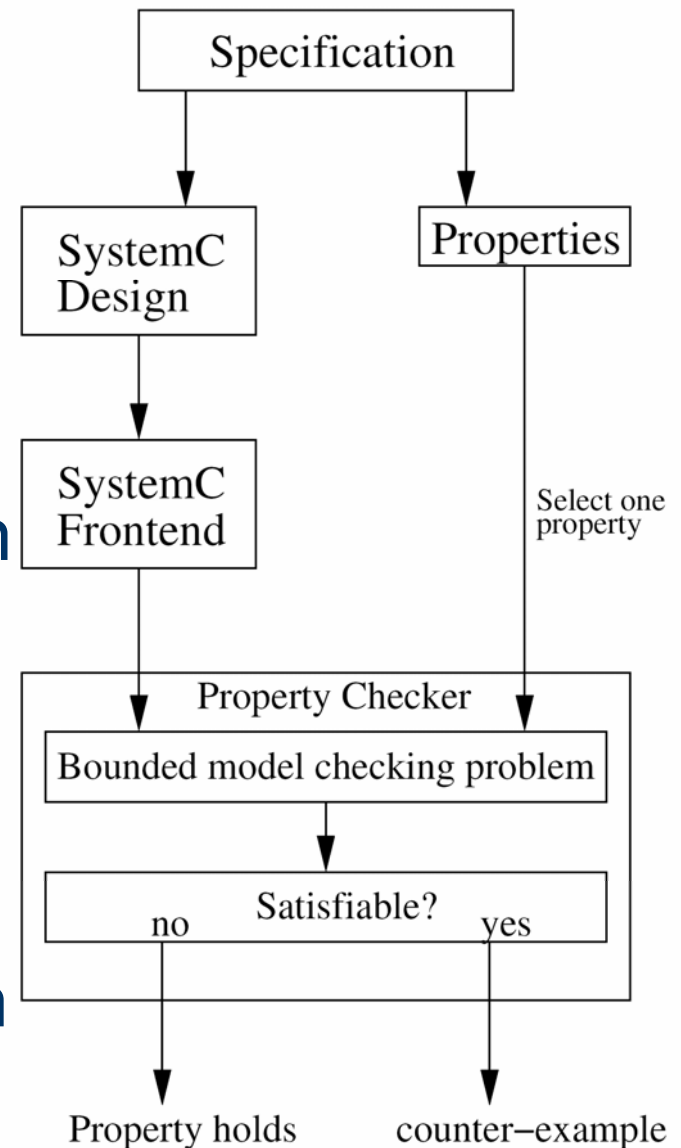 Specification
SystemC
Design
Properties
SystemC
Frontend
n
Select one
property
Property Checker
Bounded model checking problem
Satisfiable?
no
yes
n
Property holds
counter−example